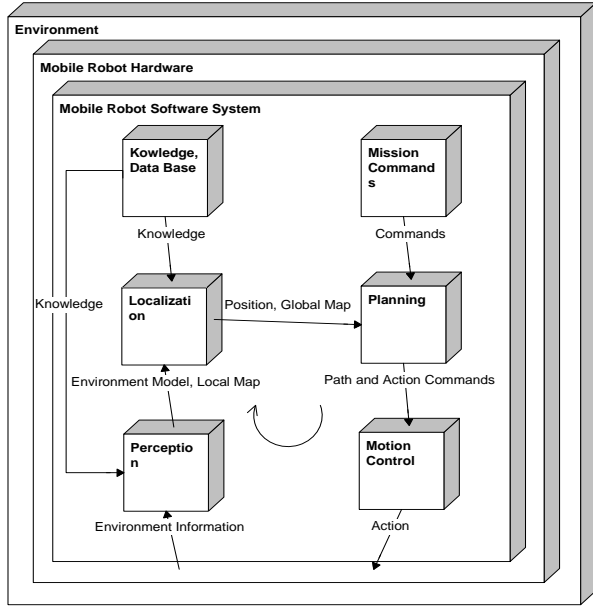 Environment
Mobile Robot Hardware
Mobile Robot Software System
Kowledge,
Data Base
Mission
Command
s
Knowledge
Commands
Knowledge
Localizati
on
Position, Global Map
Planning
Environment Model, Local Map
Path and Action Commands
Perceptio
n
Motion
Control
Environment Information
Action